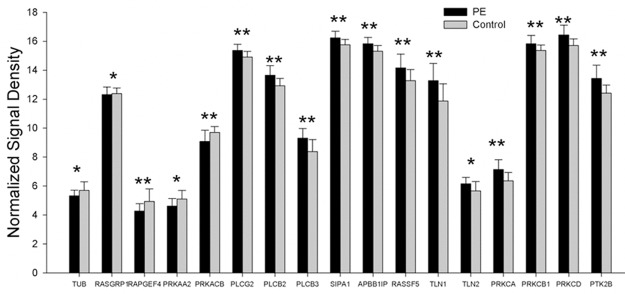 PE
Control
Normalized Signal Density
18
16
14
12
10
8
6
4
2
0
* * ** * ** ** ** ** ** ** ** ** * ** ** ** **
TUB RASGRP1 RAPGEF4 PRKAA2 PRKACB PLCG2 PLCB2 PLCB3 SIPA1 APBB1IP RASSF5 TLN1 TLN2 PRKCA PRKCB1 PRKCD PTK2B